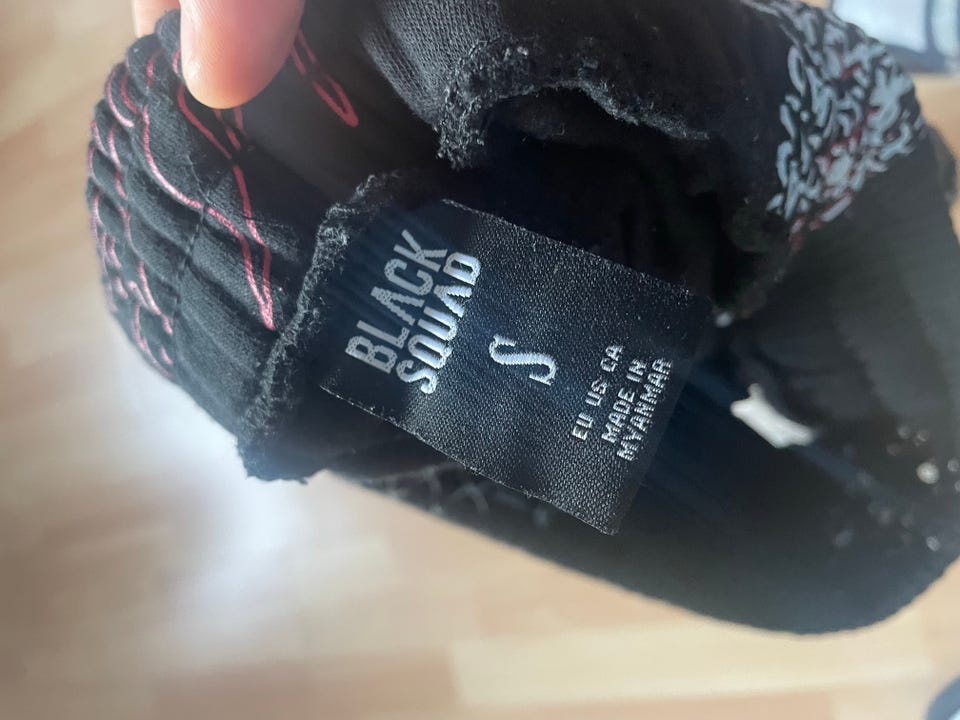 BLACK
SQUAD
S
EU US CA
MADE IN
MYANMAR